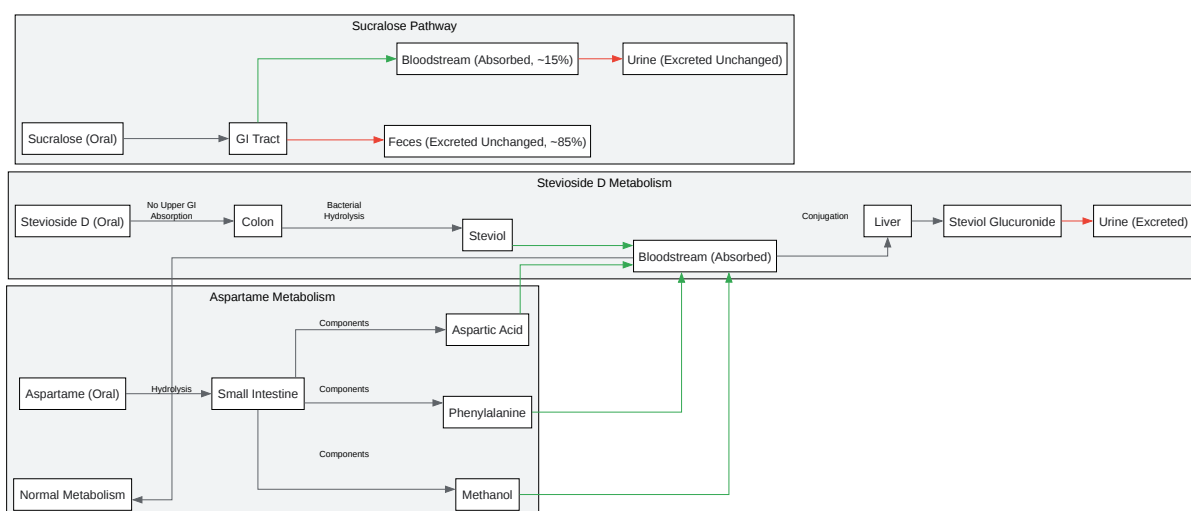 Sucralose Pathway
Bloodstream (Absorbed, ~15%)
Urine (Excreted Unchanged)
Sucralose (Oral)
GI Tract
Feces (Excreted Unchanged, ~85%)
Stevioside D Metabolism
Stevioside D (Oral)
No Upper GI
Absorption
Colon
Bacterial
Hydrolysis
Steviol
Bloodstream (Absorbed)
Conjugation
Liver
Steviol Glucuronide
Urine (Excreted)
Aspartame Metabolism
Aspartame (Oral)
Hydrolysis
Small Intestine
Components
Aspartic Acid
Components
Phenylalanine
Components
Methanol
Normal Metabolism